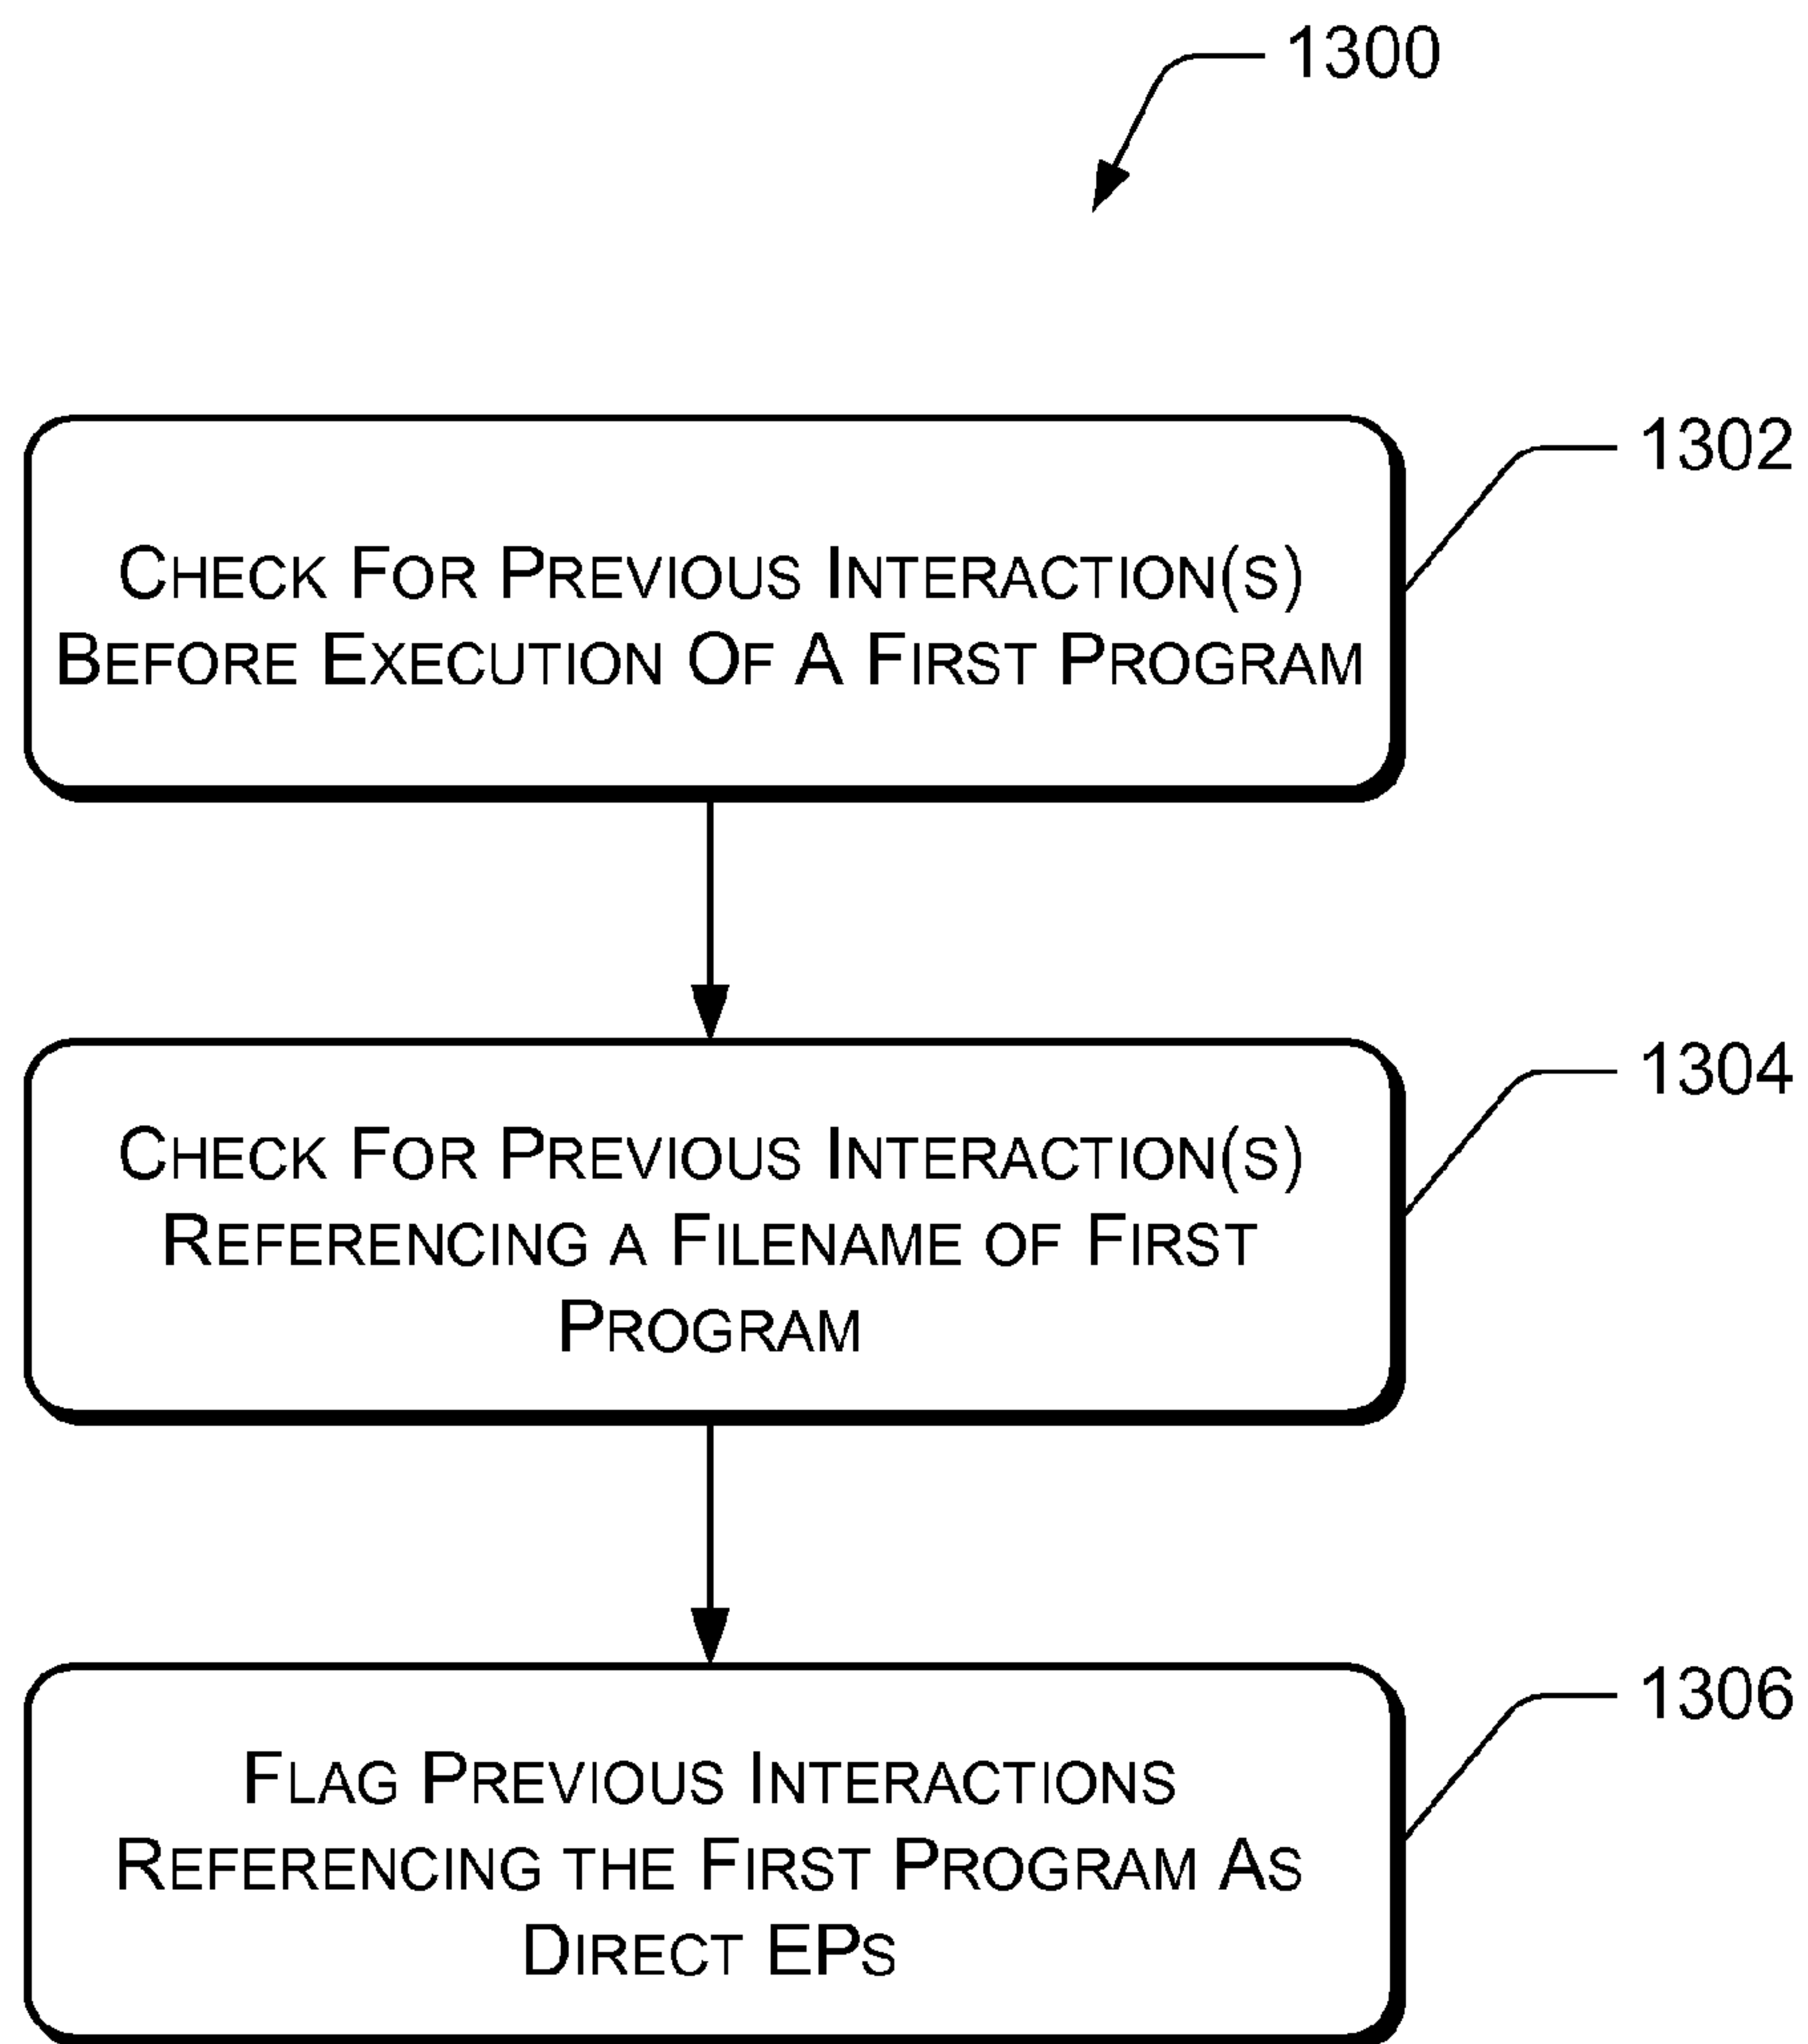 1300
1302
Check For Previous Interaction(s)
Before Execution Of A First Program
1304
Check For Previous Interaction(s)
Referencing a Filename of First
Program
1306
Flag Previous Interactions
Referencing the First Program As
Direct EPs